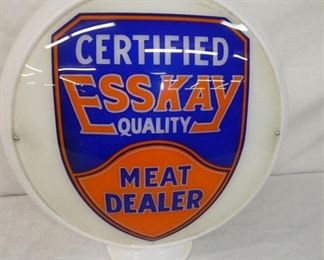 CERTIFIED
ESSKAY
QUALITY
MEAT
DEALER